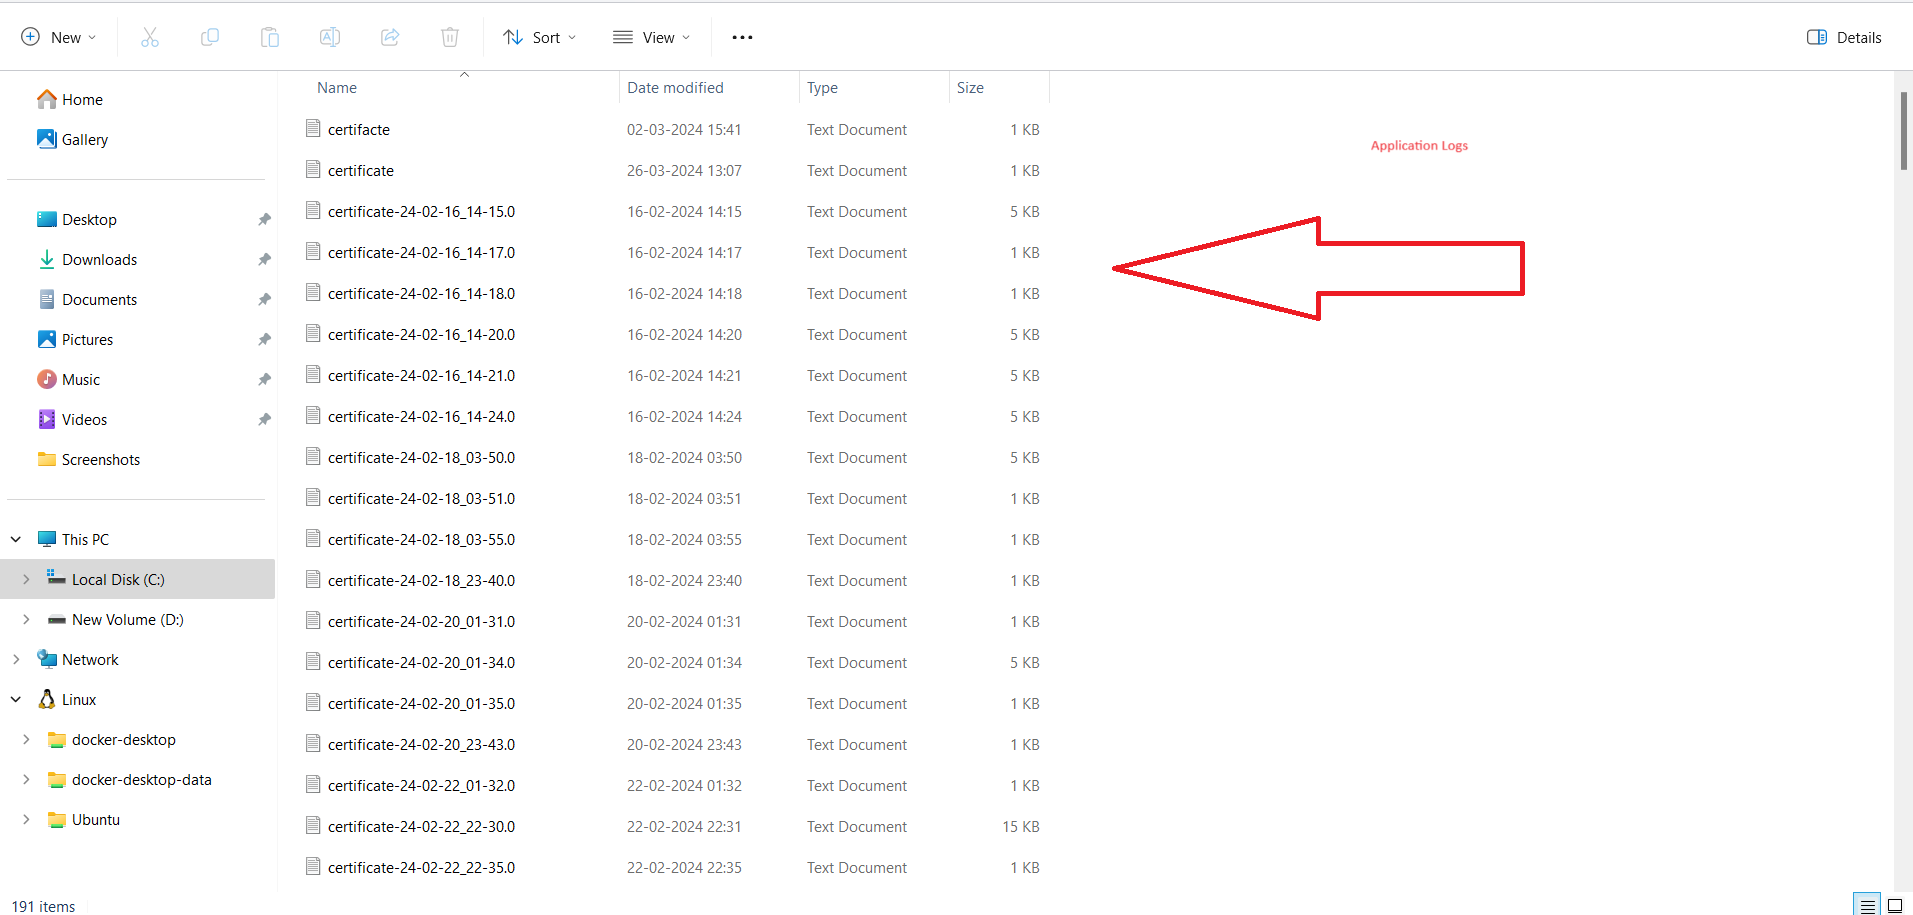 New Sort View ••• Details
Home
Gallery
Desktop
Downloads
Documents
Pictures
Music
Videos
Screenshots
This PC
Local Disk (C:)
New Volume (D:)
Network
Linux
docker-desktop
docker-desktop-data
Ubuntu
Name Date modified Type Size
certifacte 02-03-2024 15:41 Text Document 1 KB
certificate 26-03-2024 13:07 Text Document 1 KB
certificate-24-02-16_14-15.0 16-02-2024 14:15 Text Document 5 KB
certificate-24-02-16_14-17.0 16-02-2024 14:17 Text Document 1 KB
certificate-24-02-16_14-18.0 16-02-2024 14:18 Text Document 1 KB
certificate-24-02-16_14-20.0 16-02-2024 14:20 Text Document 5 KB
certificate-24-02-16_14-21.0 16-02-2024 14:21 Text Document 5 KB
certificate-24-02-16_14-24.0 16-02-2024 14:24 Text Document 5 KB
certificate-24-02-18_03-50.0 18-02-2024 03:50 Text Document 5 KB
certificate-24-02-18_03-51.0 18-02-2024 03:51 Text Document 1 KB
certificate-24-02-18_03-55.0 18-02-2024 03:55 Text Document 1 KB
certificate-24-02-18_23-40.0 18-02-2024 23:40 Text Document 1 KB
certificate-24-02-20_01-31.0 20-02-2024 01:31 Text Document 1 KB
certificate-24-02-20_01-34.0 20-02-2024 01:34 Text Document 5 KB
certificate-24-02-20_01-35.0 20-02-2024 01:35 Text Document 1 KB
certificate-24-02-20_23-43.0 20-02-2024 23:43 Text Document 1 KB
certificate-24-02-22_01-32.0 22-02-2024 01:32 Text Document 1 KB
certificate-24-02-22_22-30.0 22-02-2024 22:31 Text Document 15 KB
certificate-24-02-22_22-35.0 22-02-2024 22:35 Text Document 1 KB
Application Logs
191 items